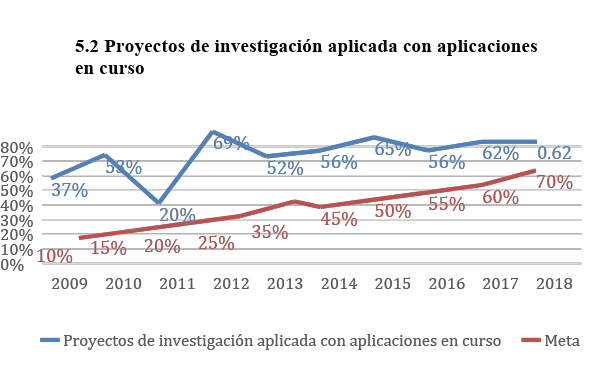 5.2 Proyectos de investigación aplicada con aplicaciones
en curso
80%
70%
60%
50%
40%
30%
20%
10%
0%
37% 53% 20% 69% 52% 56% 65% 56% 62% 0.62
10% 15% 20% 25% 35% 45% 50% 55% 60% 70%
2009 2010 2011 2012 2013 2014 2015 2016 2017 2018
Proyectos de investigación aplicada con aplicaciones en curso Meta